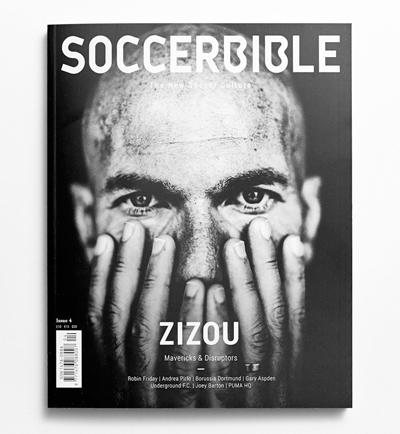 SOCCERBIBLE
The New Soccer Culture
ZIZOU
Mavericks & Disruptors
Robin Friday | Andrea Pirlo | Borussia Dortmund | Gary Aspden
Underground F.C. | Joey Barton | PUMA HQ
Issue 4